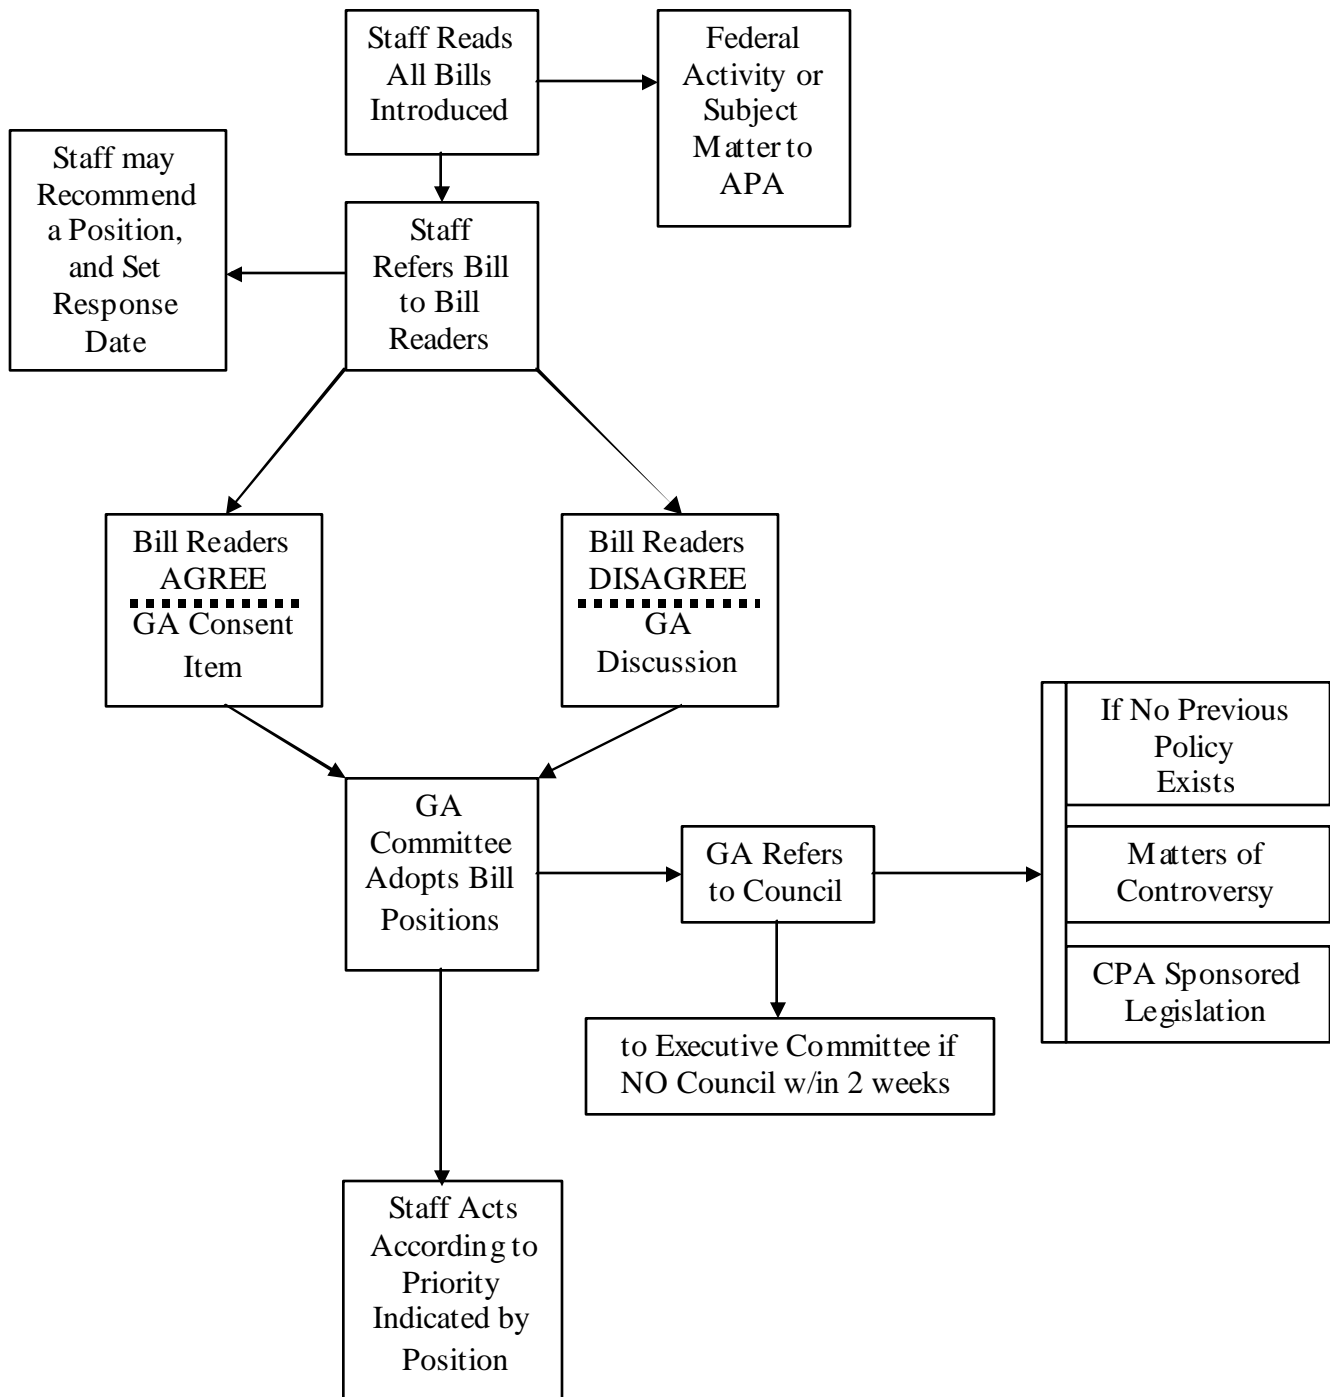 Staff Reads
All Bills
Introduced
Federal
Activity or
Subject
Matter to
APA
Staff may
Recommend
a Position,
and Set
Response
Date
Staff
Refers Bill
to Bill
Readers
Bill Readers
AGREE
GA Consent
Item
Bill Readers
DISAGREE
GA
Discussion
GA
Committee
Adopts Bill
Positions
GA Refers
to Council
If No Previous
Policy
Exists
Matters of
Controversy
CPA Sponsored
Legislation
to Executive Committee if
NO Council w/in 2 weeks
Staff Acts
According to
Priority
Indicated by
Position